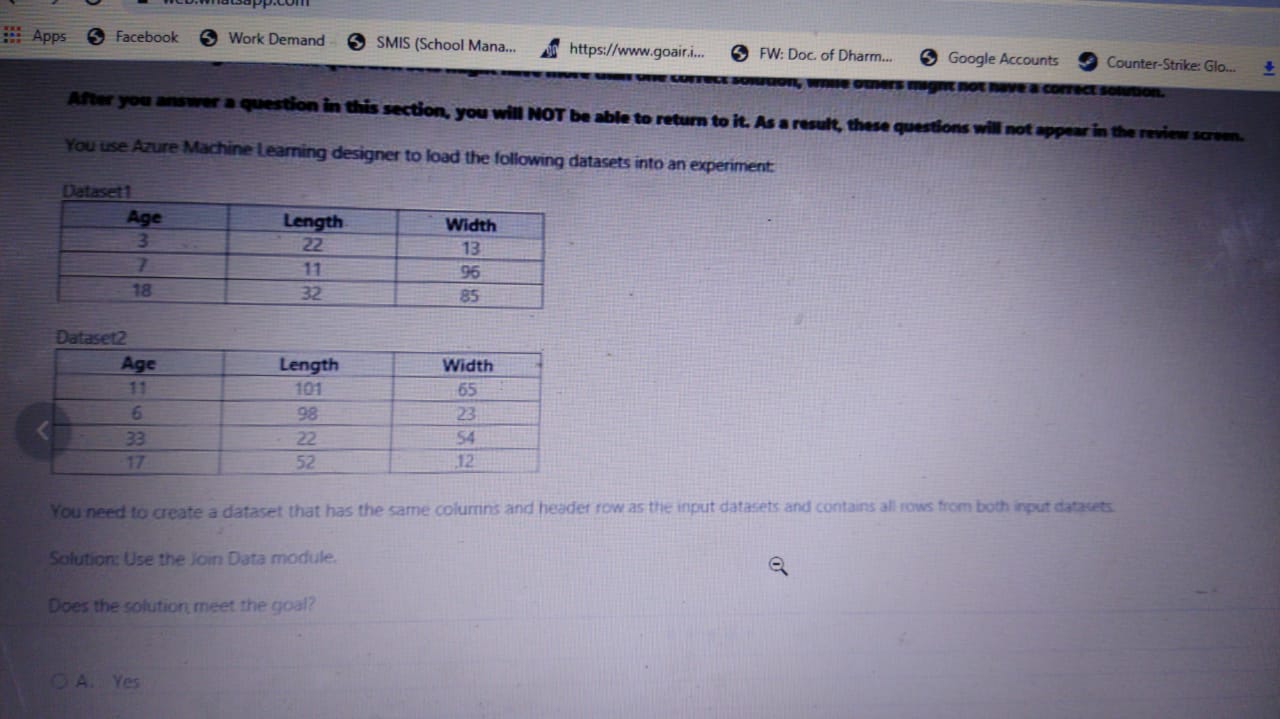 Apps Facebook Work Demand SMIS (School Mana... https://www.goair.i... FW: Doc. of Dharm... Google Accounts Counter-Strike: Glo...
have more than one correct solution, while others might not have a correct solution.
After you answer a question in this section, you will NOT be able to return to it. As a result, these questions will not appear in the review screen.
You use Azure Machine Learning designer to load the following datasets into an experiment:
Dataset1
Age Length Width
3 22 13
7 11 96
18 32 85
Dataset2
Age Length Width
11 101 65
6 98 23
33 22 54
17 52 12
You need to create a dataset that has the same columns and header row as the input datasets and contains all rows from both input datasets.
Solution: Use the Join Data module.
Does the solution meet the goal?
A. Yes